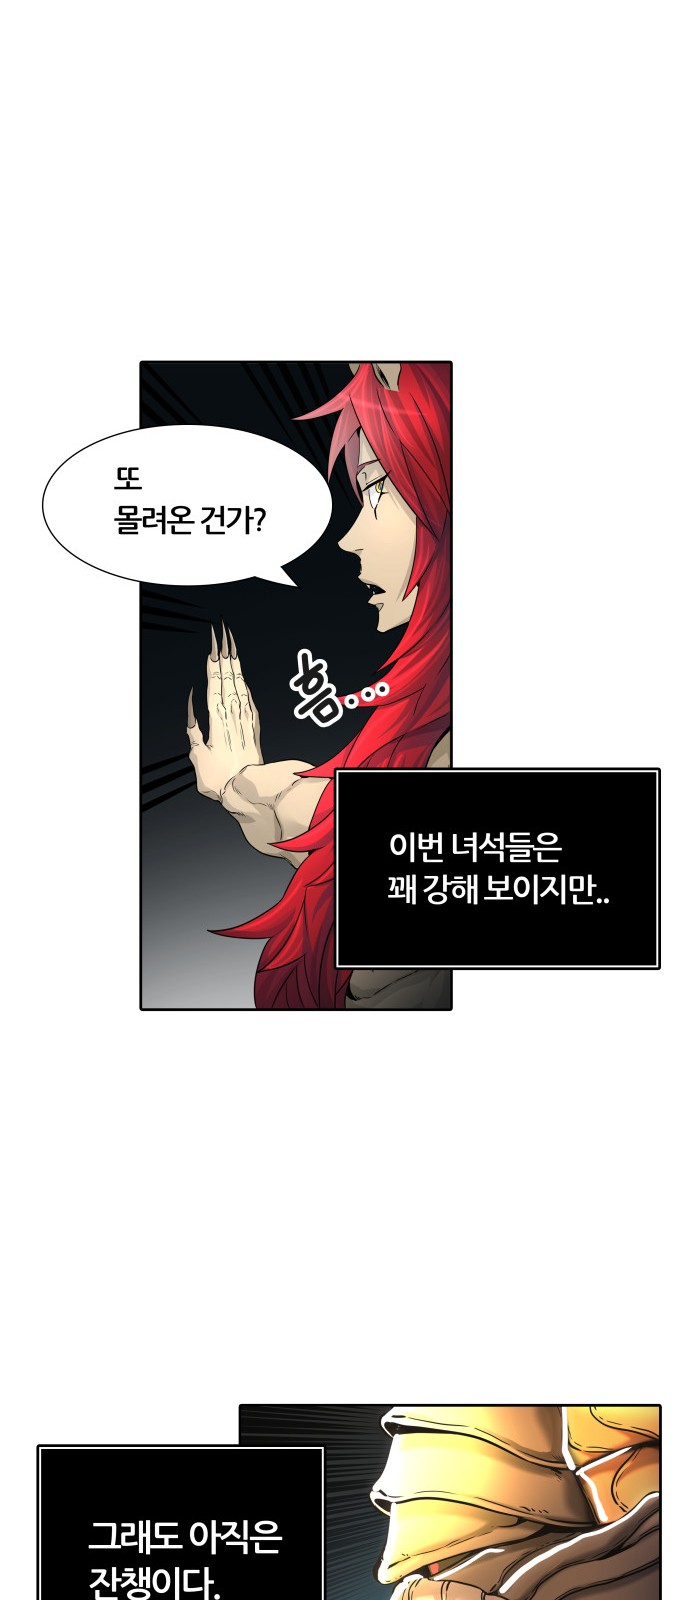 또
몰려온 건가?
흠...
이번 녀석들은
꽤 강해 보이지만..
그래도 아직은
잔챙이다.